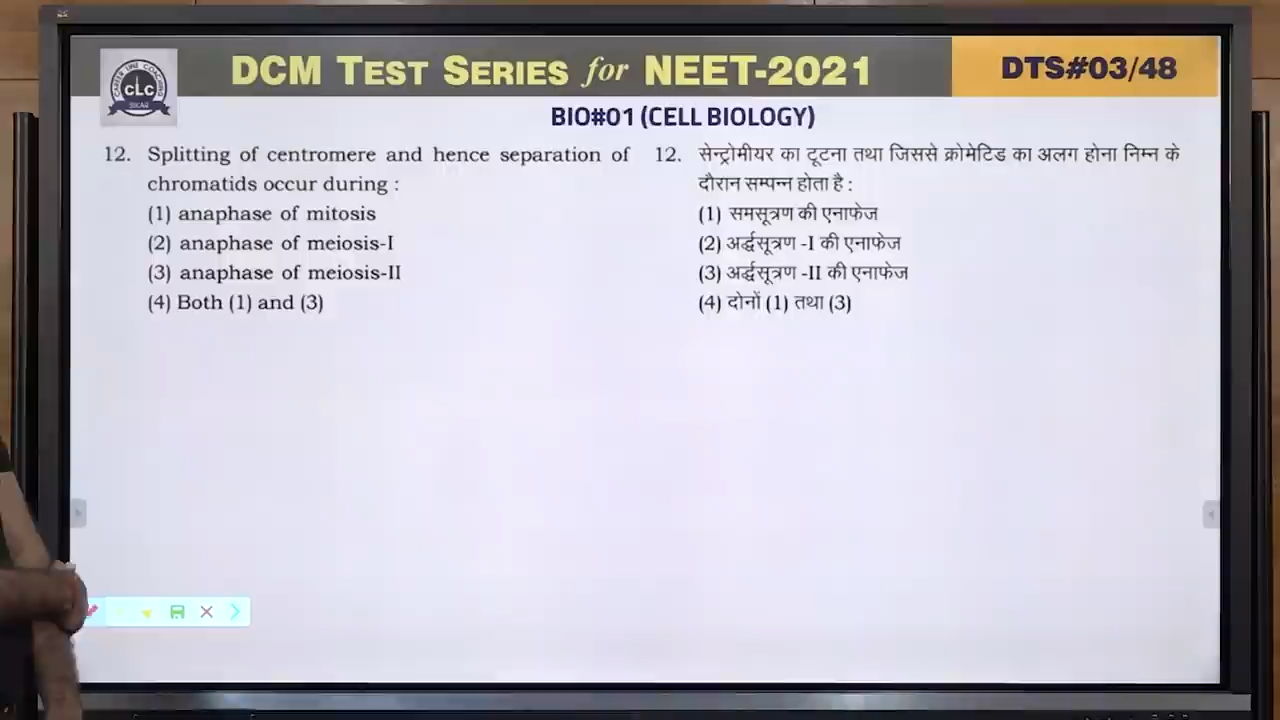 DCM TEST SERIES for NEET-2021
DTS#03/48
CLC
SIKAR
BIO#01 (CELL BIOLOGY)
12. Splitting of centromere and hence separation of
chromatids occur during :
(1) anaphase of mitosis
(2) anaphase of meiosis-I
(3) anaphase of meiosis-II
(4) Both (1) and (3)
12. सेन्ट्रोमीयर का टूटना तथा जिससे क्रोमेटिड का अलग होना निम्न के
दौरान सम्पन्न होता है :
(1) समसूत्रण की एनाफेज
(2) अर्द्धसूत्रण -I की एनाफेज
(3) अर्द्धसूत्रण -II की एनाफेज
(4) दोनों (1) तथा (3)